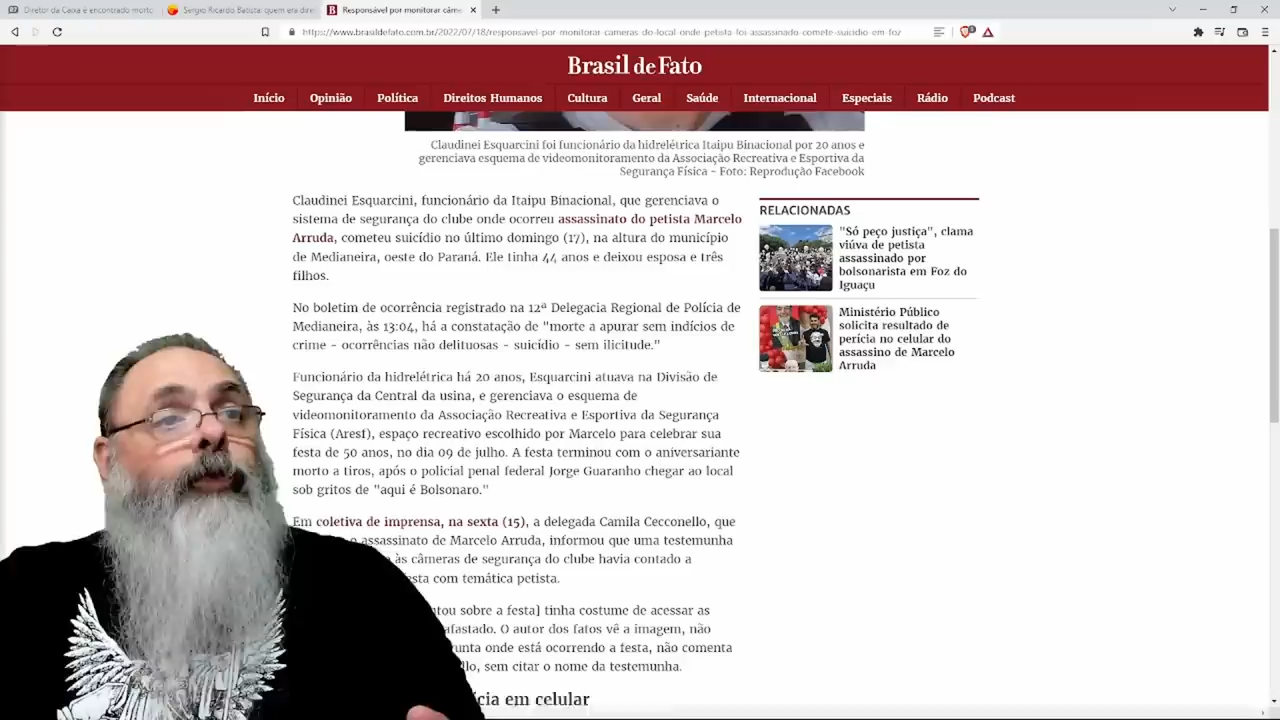 Diretor da Caixa é encontrado morto
Sergio Ricardo Batista: quem era dire
Responsável por monitorar câme
https://www.brasildefato.com.br/2022/07/18/responsavel-por-monitorar-cameras-do-local-onde-petista-foi-assassinado-comete-suicidio-em-foz
Brasil de Fato
Início Opinião Política Direitos Humanos Cultura Geral Saúde Internacional Especiais Rádio Podcast
Claudinei Esquarcini foi funcionário da hidrelétrica Itaipu Binacional por 20 anos e
gerenciava esquema de videomonitoramento da Associação Recreativa e Esportiva da
Segurança Física - Foto: Reprodução Facebook
Claudinei Esquarcini, funcionário da Itaipu Binacional, que gerenciava o
sistema de segurança do clube onde ocorreu assassinato do petista Marcelo
Arruda, cometeu suicídio no último domingo (17), na altura do município
de Medianeira, oeste do Paraná. Ele tinha 44 anos e deixou esposa e três
filhos.
No boletim de ocorrência registrado na 12ª Delegacia Regional de Polícia de
Medianeira, às 13:04, há a constatação de "morte a apurar sem indícios de
crime - ocorrências não delituosas - suicídio - sem ilicitude."
Funcionário da hidrelétrica há 20 anos, Esquarcini atuava na Divisão de
Segurança da Central da usina, e gerenciava o esquema de
videomonitoramento da Associação Recreativa e Esportiva da Segurança
Física (Aresf), espaço recreativo escolhido por Marcelo para celebrar sua
festa de 50 anos, no dia 09 de julho. A festa terminou com o aniversariante
morto a tiros, após o policial penal federal Jorge Guaranho chegar ao local
sob gritos de "aqui é Bolsonaro."
Em coletiva de imprensa, na sexta (15), a delegada Camila Cecconello, que
o assassinato de Marcelo Arruda, informou que uma testemunha
às câmeras de segurança do clube havia contado a
esta com temática petista.
ntou sobre a festa] tinha costume de acessar as
afastado. O autor dos fatos vê a imagem, não
unta onde está ocorrendo a festa, não comenta
llo, sem citar o nome da testemunha.
cia em celular
RELACIONADAS
"Só peço justiça", clama
viúva de petista
assassinado por
bolsonarista em Foz do
Iguaçu
Ministério Público
solicita resultado de
perícia no celular do
assassino de Marcelo
Arruda